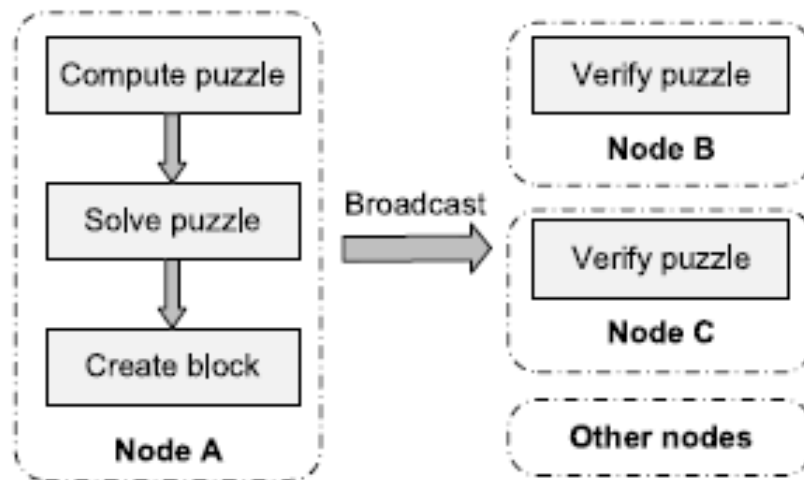 Compute puzzle
Solve puzzle
Create block
Node A
Broadcast
Verify puzzle
Node B
Verify puzzle
Node C
Other nodes